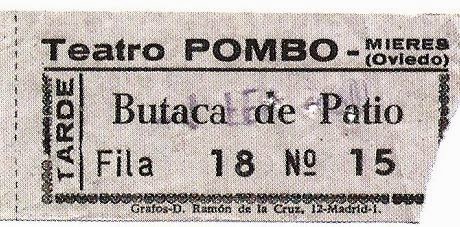 Teatro POMBO - MIERES
(Oviedo)
TARDE
Butaca de Patio
Fila 18 Nº 15
Grafos-D. Ramón de la Cruz, 12-Madrid-1.